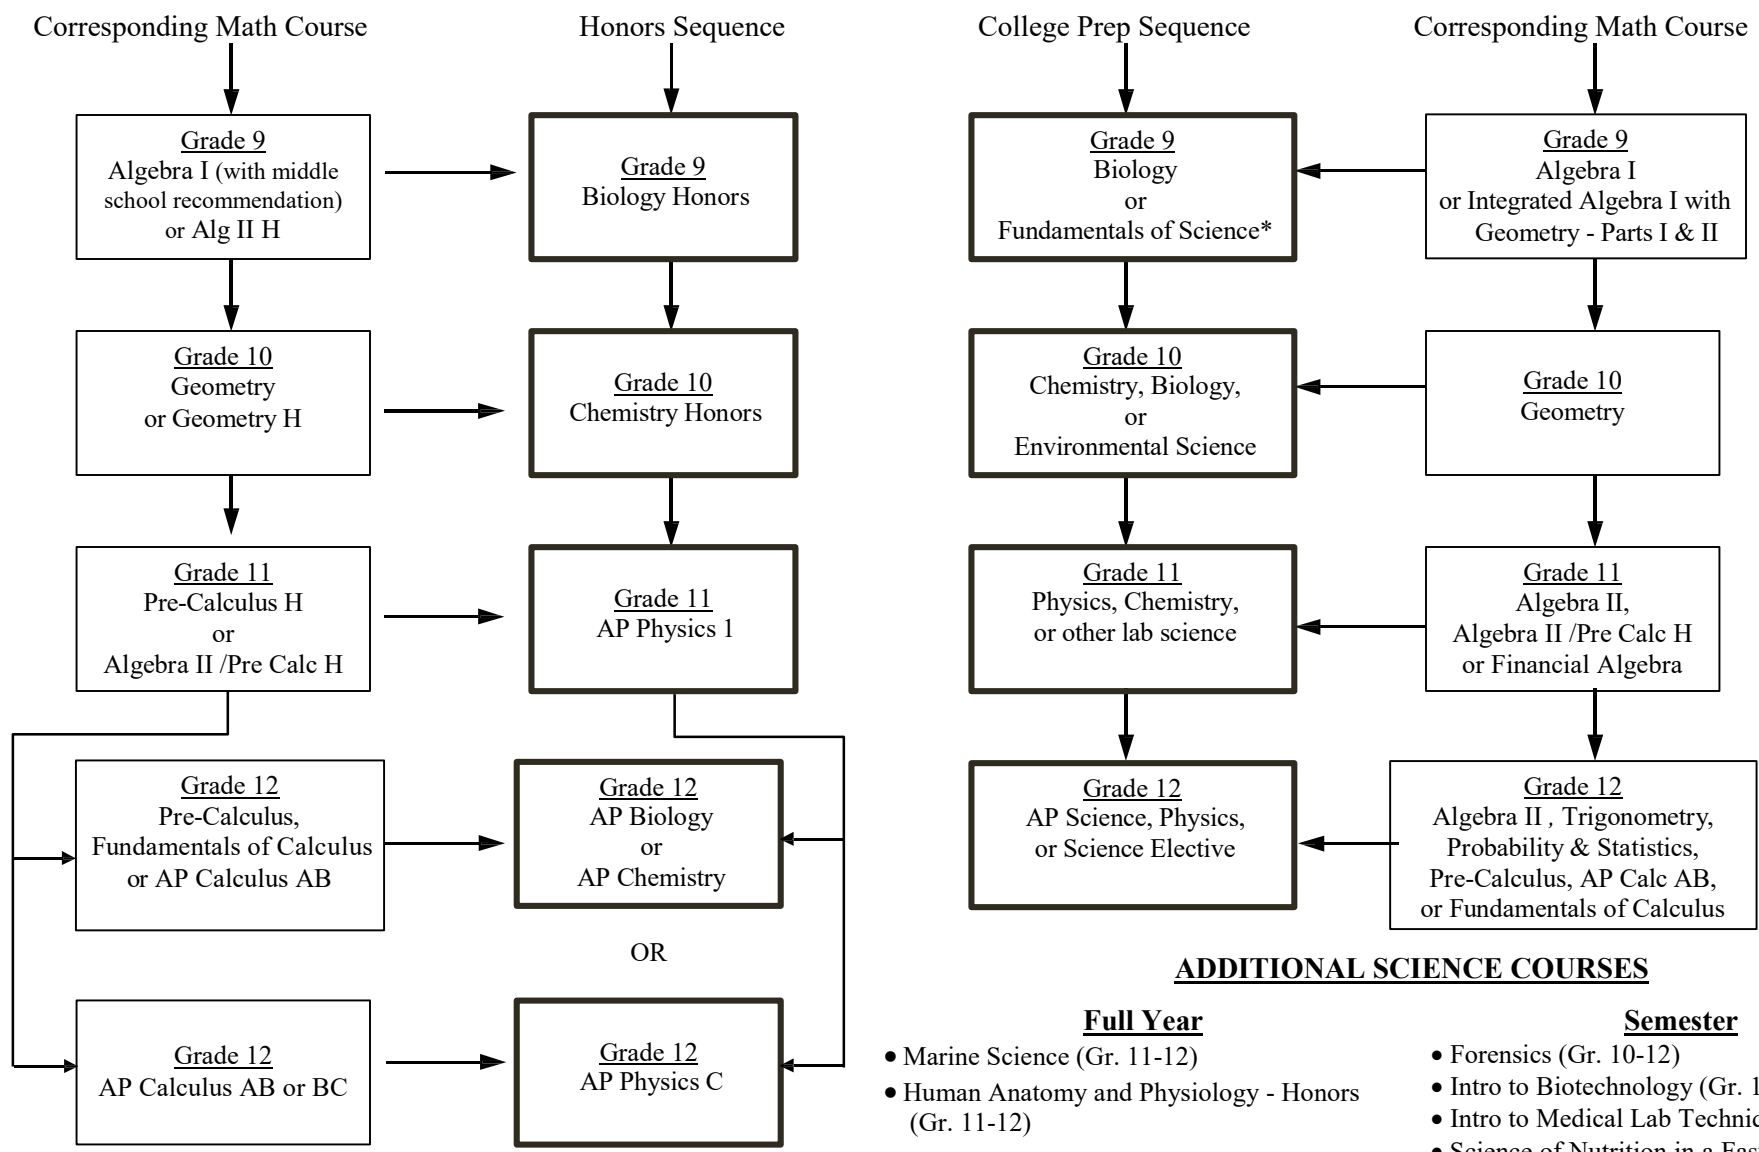 Corresponding Math Course
Honors Sequence
College Prep Sequence
Corresponding Math Course
Grade 9
Algebra I (with middle
school recommendation)
or Alg II H
Grade 9
Biology Honors
Grade 9
Biology
or
Fundamentals of Science*
Grade 9
Algebra I
or Integrated Algebra I with
Geometry - Parts I & II
Grade 10
Geometry
or Geometry H
Grade 10
Chemistry Honors
Grade 10
Chemistry, Biology,
or
Environmental Science
Grade 10
Geometry
Grade 11
Pre-Calculus H
or
Algebra II /Pre Calc H
Grade 11
AP Physics 1
Grade 11
Physics, Chemistry,
or other lab science
Grade 11
Algebra II,
Algebra II /Pre Calc H
or Financial Algebra
Grade 12
Pre-Calculus,
Fundamentals of Calculus
or AP Calculus AB
Grade 12
AP Biology
or
AP Chemistry
Grade 12
AP Science, Physics,
or Science Elective
Grade 12
Algebra II , Trigonometry,
Probability & Statistics,
Pre-Calculus, AP Calc AB,
or Fundamentals of Calculus
OR
Grade 12
AP Calculus AB or BC
Grade 12
AP Physics C
ADDITIONAL SCIENCE COURSES
Full Year
• Marine Science (Gr. 11-12)
• Human Anatomy and Physiology - Honors
(Gr. 11-12)
Semester
• Forensics (Gr. 10-12)
• Intro to Biotechnology (Gr. 1
• Intro to Medical Lab
• Science of Nutrition in a